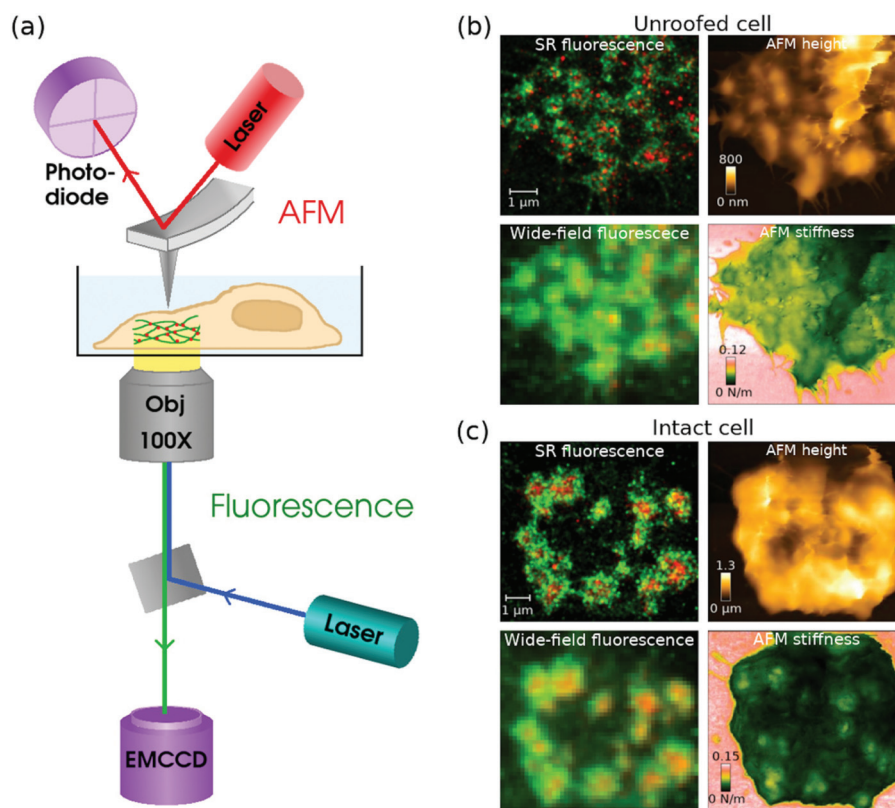 (a)
Laser
Photo-
diode
AFM
Obj
100X
Fluorescence
Laser
EMCCD
(b)
Unroofed cell
SR fluorescence
1 µm
AFM height
800
0 nm
Wide-field fluorescece
AFM stiffness
0.12
0 N/m
(c)
Intact cell
SR fluorescence
1 µm
AFM height
1.3
0 µm
Wide-field fluorescence
AFM stiffness
0.15
0 N/m